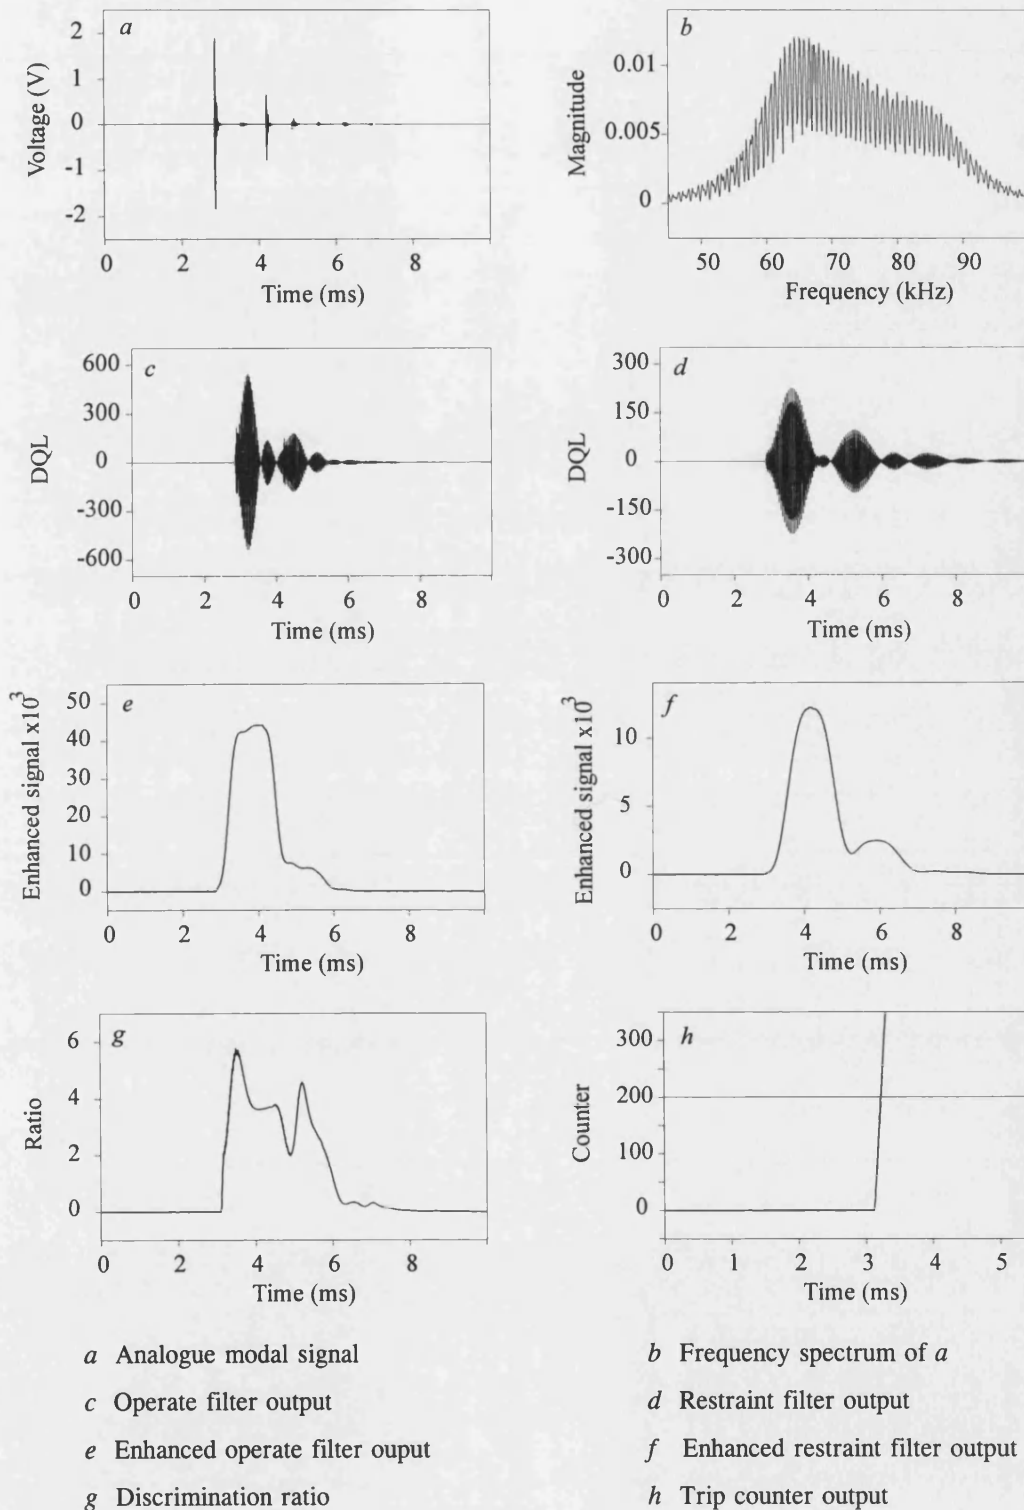 a
Voltage (V)
2
1
0
-1
-2
0 2 4 6 8
Time (ms)
b
Magnitude
0.01
0.005
0
50 60 70 80 90
Frequency (kHz)
c
DQL
600
300
0
-300
-600
0 2 4 6 8
Time (ms)
d
DQL
300
150
0
-150
-300
0 2 4 6 8
Time (ms)
e
Enhanced signal x10^3
50
40
30
20
10
0
0 2 4 6 8
Time (ms)
f
Enhanced signal x10^3
10
5
0
0 2 4 6 8
Time (ms)
g
Ratio
6
4
2
0
0 2 4 6 8
Time (ms)
h
Counter
300
200
100
0
0 1 2 3 4 5
Time (ms)
a Analogue modal signal
b Frequency spectrum of a
c Operate filter output
d Restraint filter output
e Enhanced operate filter ouput
f Enhanced restraint filter output
g Discrimination ratio
h Trip counter output